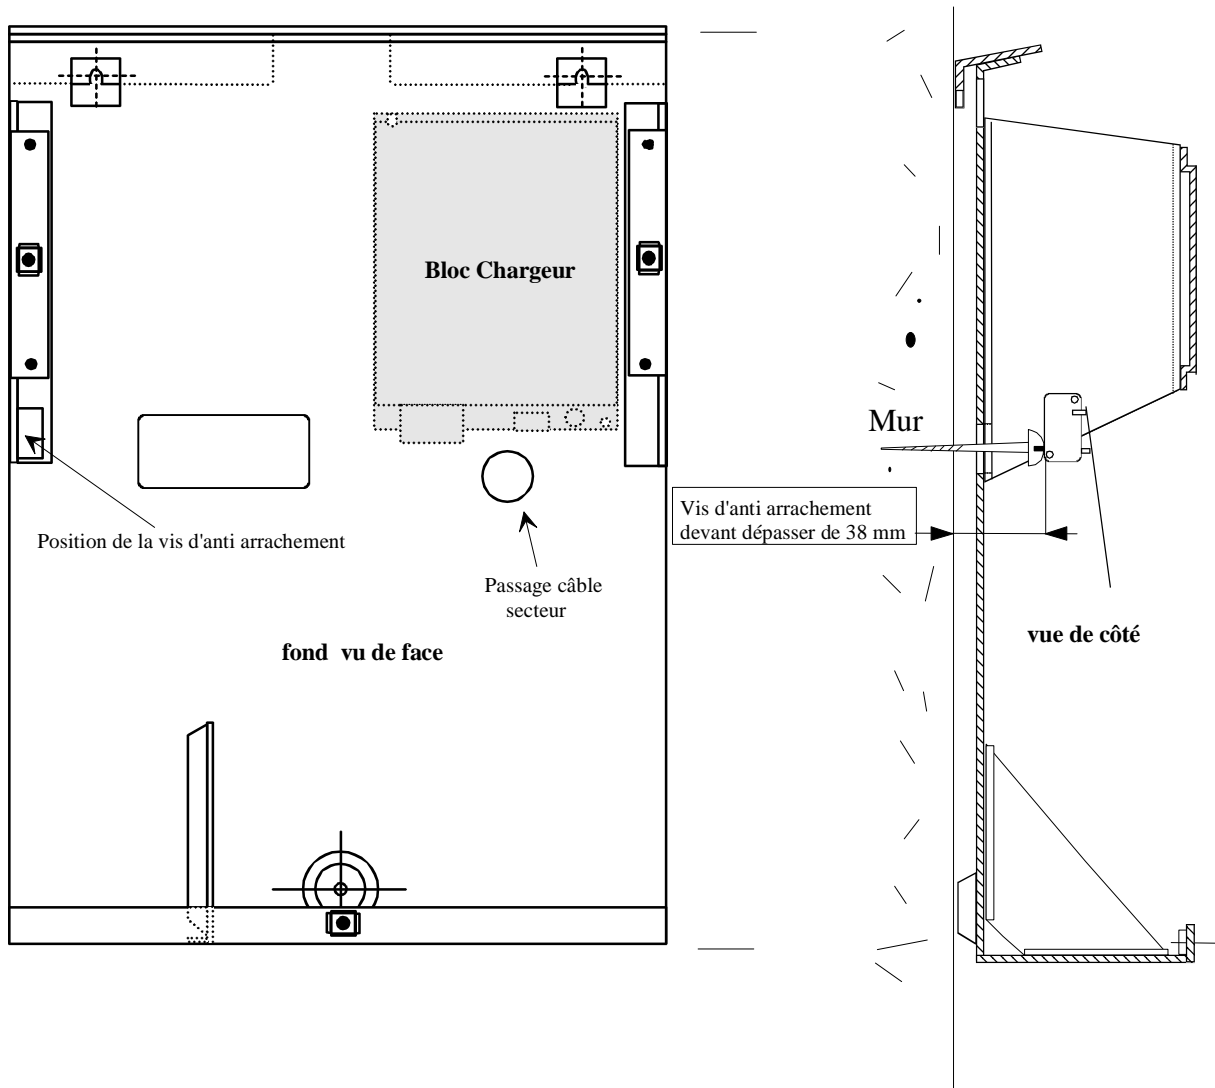 Bloc Chargeur
Mur
Vis d'anti arrachement
devant dépasser de 38 mm
Position de la vis d'anti arrachement
Passage câble
secteur
fond vu de face
vue de côté